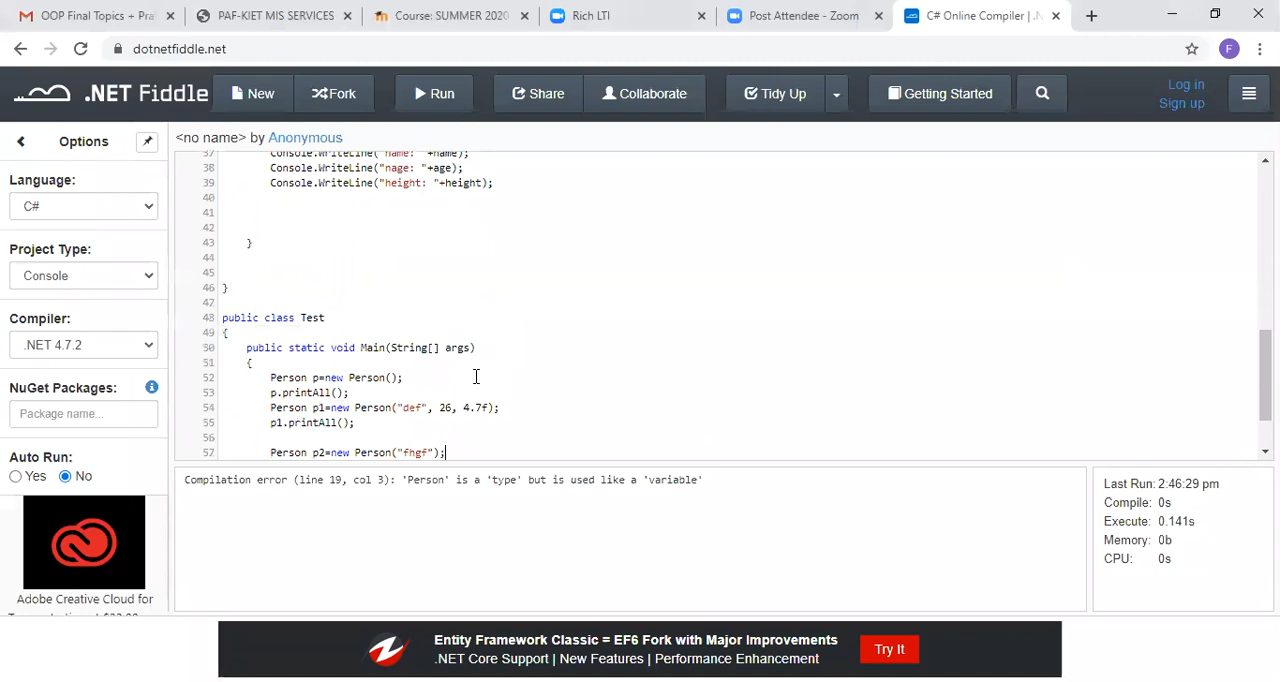 OOP Final Topics + Pra
PAF-KIET MIS SERVICES
Course: SUMMER 2020
Rich LTI
Post Attendee - Zoom
C# Online Compiler | .N
dotnetfiddle.net
F
.NET Fiddle
New
Fork
Run
Share
Collaborate
Tidy Up
Getting Started
Log in
Sign up
Options
<no name> by Anonymous
Language:
C#
Project Type:
Console
Compiler:
.NET 4.7.2
NuGet Packages:
Package name...
Auto Run:
Yes No
37 Console.WriteLine("name: "+name);
38 Console.WriteLine("nage: "+age);
39 Console.WriteLine("height: "+height);
40
41
42
43 }
44
45
46 }
47
48 public class Test
49 {
50 public static void Main(String[] args)
51 {
52 Person p=new Person();
53 p.printAll();
54 Person p1=new Person("def", 26, 4.7f);
55 p1.printAll();
56
57 Person p2=new Person("fhgf");
Compilation error (line 19, col 3): 'Person' is a 'type' but is used like a 'variable'
Last Run: 2:46:29 pm
Compile: 0s
Execute: 0.141s
Memory: 0b
CPU: 0s
Adobe Creative Cloud for
Entity Framework Classic = EF6 Fork with Major Improvements
.NET Core Support | New Features | Performance Enhancement
Try It